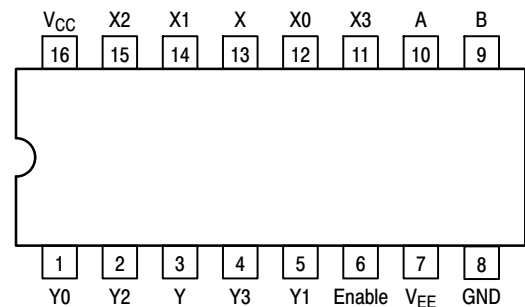 VCC X2 X1 X X0 X3 A B
16 15 14 13 12 11 10 9
1 2 3 4 5 6 7 8
Y0 Y2 Y Y3 Y1 Enable VEE GND